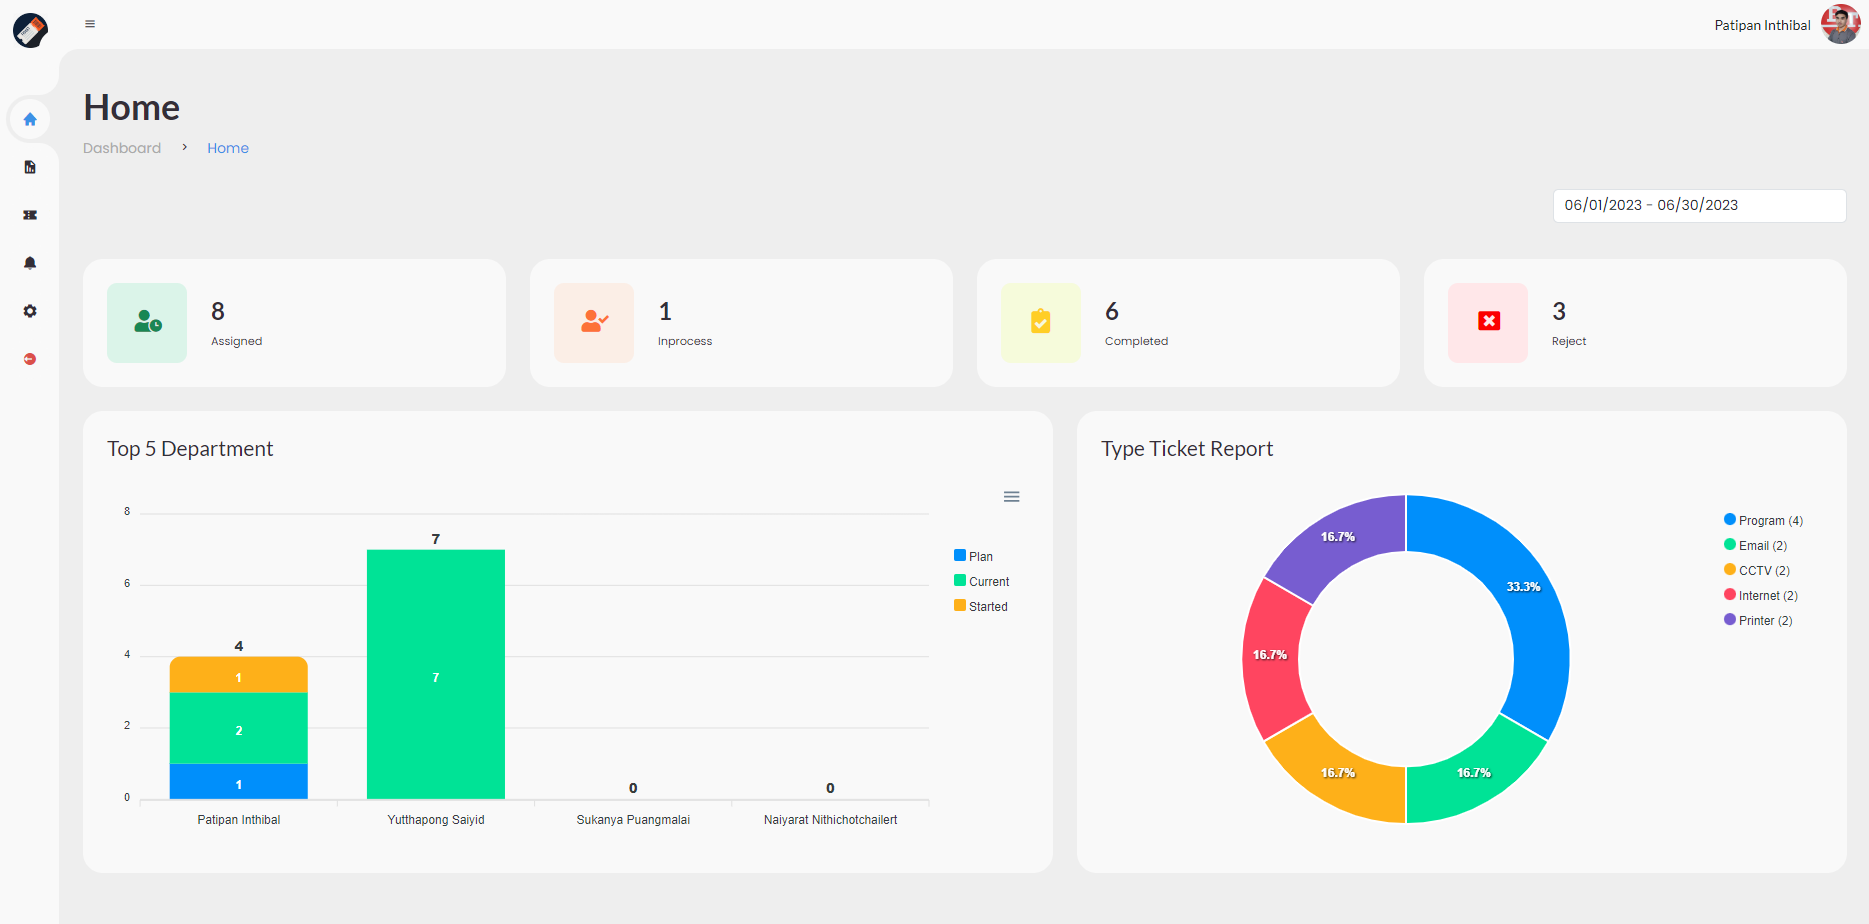 Patipan Inthibal
Home
Dashboard > Home
06/01/2023 - 06/30/2023
8
Assigned
1
Inprocess
6
Completed
3
Reject
Top 5 Department
8
6
4
2
0
4
1
2
1
7
7
0
0
Patipan Inthibal
Yutthapong Saiyid
Sukanya Puangmalai
Naiyarat Nithichotchailert
Plan
Current
Started
Type Ticket Report
33.3%
16.7%
16.7%
16.7%
16.7%
Program (4)
Email (2)
CCTV (2)
Internet (2)
Printer (2)